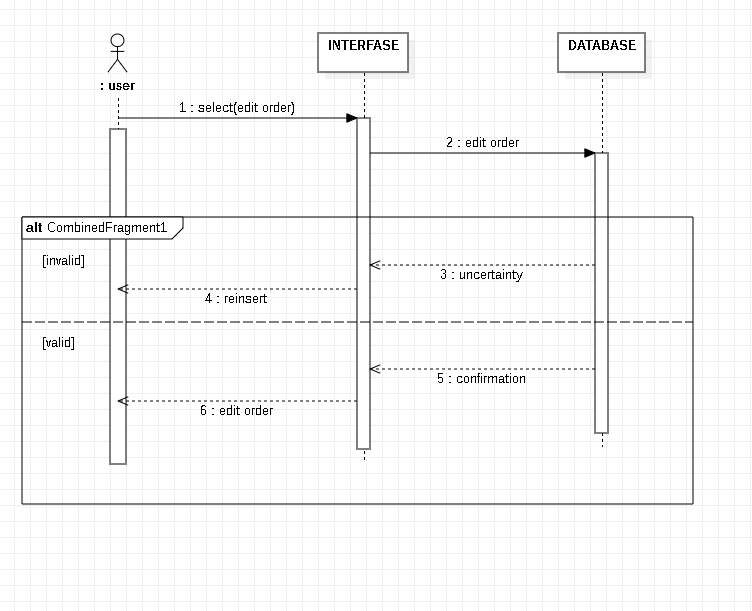 INTERFASE
DATABASE
: user
1 : select(edit order)
2 : edit order
alt CombinedFragment1
[invalid]
3 : uncertainty
4 : reinsert
[valid]
5 : confirmation
6 : edit order